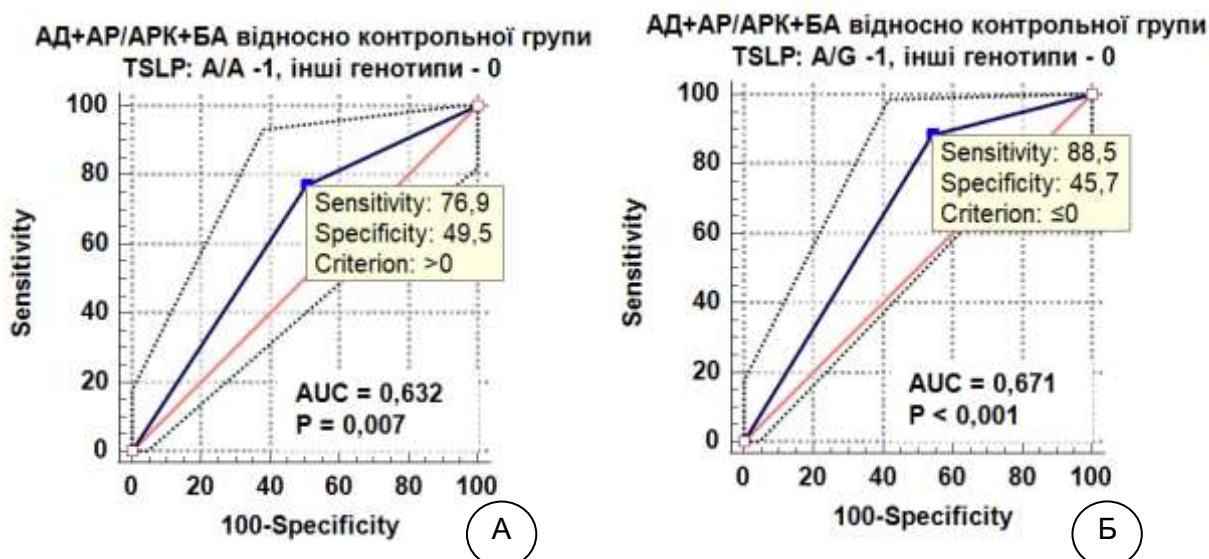 АД+АР/АРК+БА відносно контрольної групи
TSLP: A/A -1, інші генотипи - 0
100
80
60
40
20
0
Sensitivity
Sensitivity: 76,9
Specificity: 49,5
Criterion: >0
AUC = 0,632
P = 0,007
0 20 40 60 80 100
100-Specificity
А
АД+АР/АРК+БА відносно контрольної групи
TSLP: A/G -1, інші генотипи - 0
100
80
60
40
20
0
Sensitivity
Sensitivity: 88,5
Specificity: 45,7
Criterion: ≤0
AUC = 0,671
P < 0,001
0 20 40 60 80 100
100-Specificity
Б